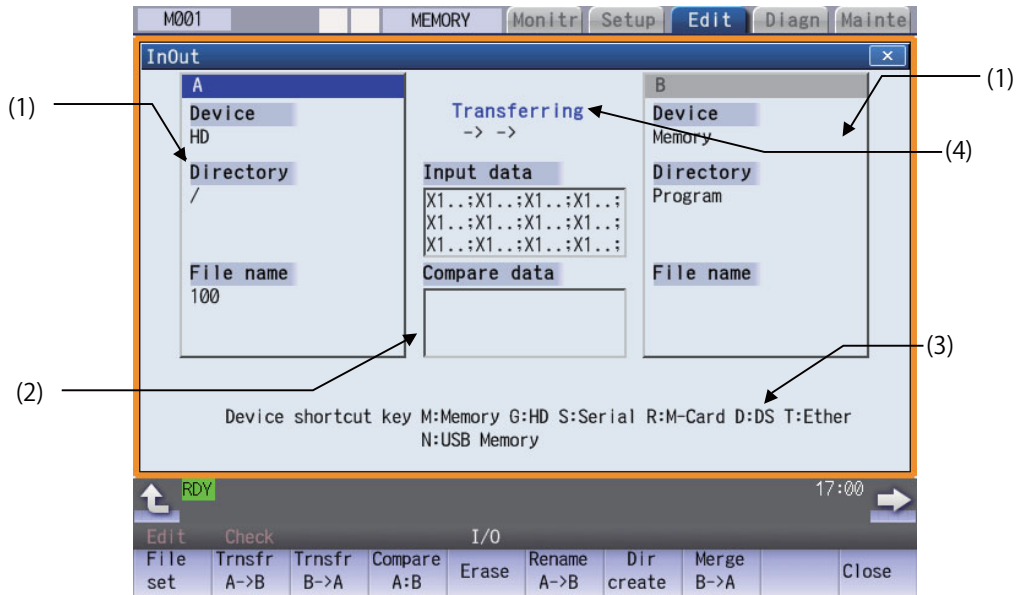 M001 MEMORY Monitr Setup Edit Diagn Mainte
InOut ×
A
B
(1)
(1)
Device
HD
Directory
/
File name
100
Transferring
-> ->
(4)
Input data
X1..;X1..;X1..;X1..;
X1..;X1..;X1..;X1..;
X1..;X1..;X1..;X1..;
Compare data
Device
Memory
Directory
Program
File name
(2)
(3)
Device shortcut key M:Memory G:HD S:Serial R:M-Card D:DS T:Ether
N:USB Memory
RDY 17:00
Edit Check I/O
File set
Trnsfr A->B
Trnsfr B->A
Compare A:B
Erase
Rename A->B
Dir create
Merge B->A
Close